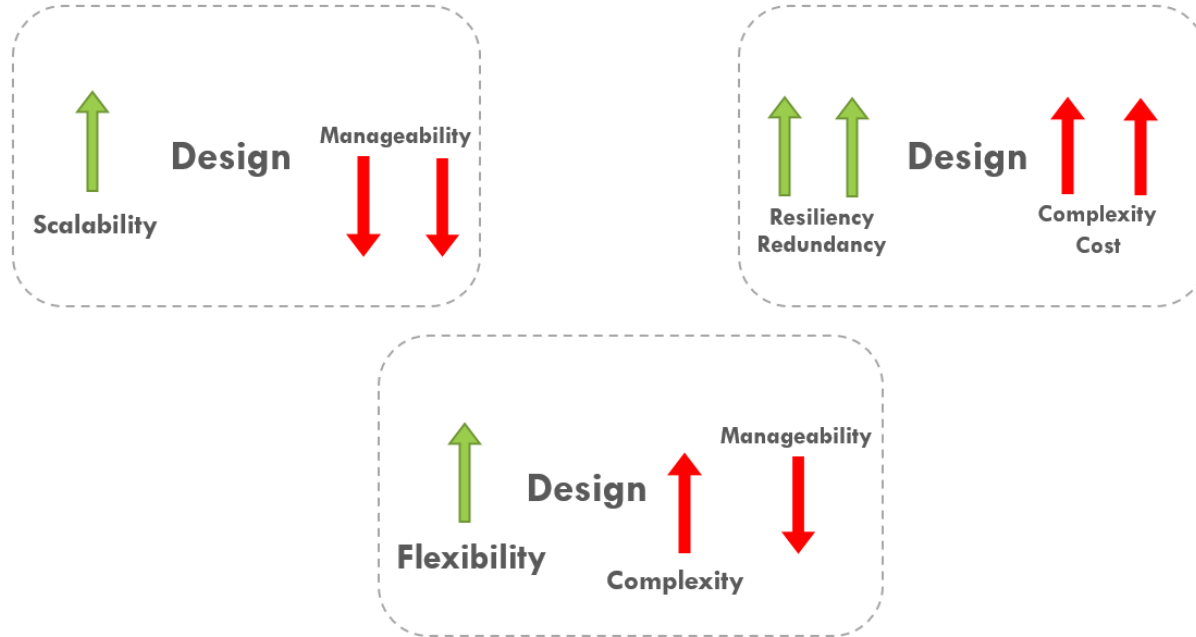 Manageability
Design
Scalability
Design
Resiliency
Redundancy
Complexity
Cost
Manageability
Design
Flexibility
Complexity